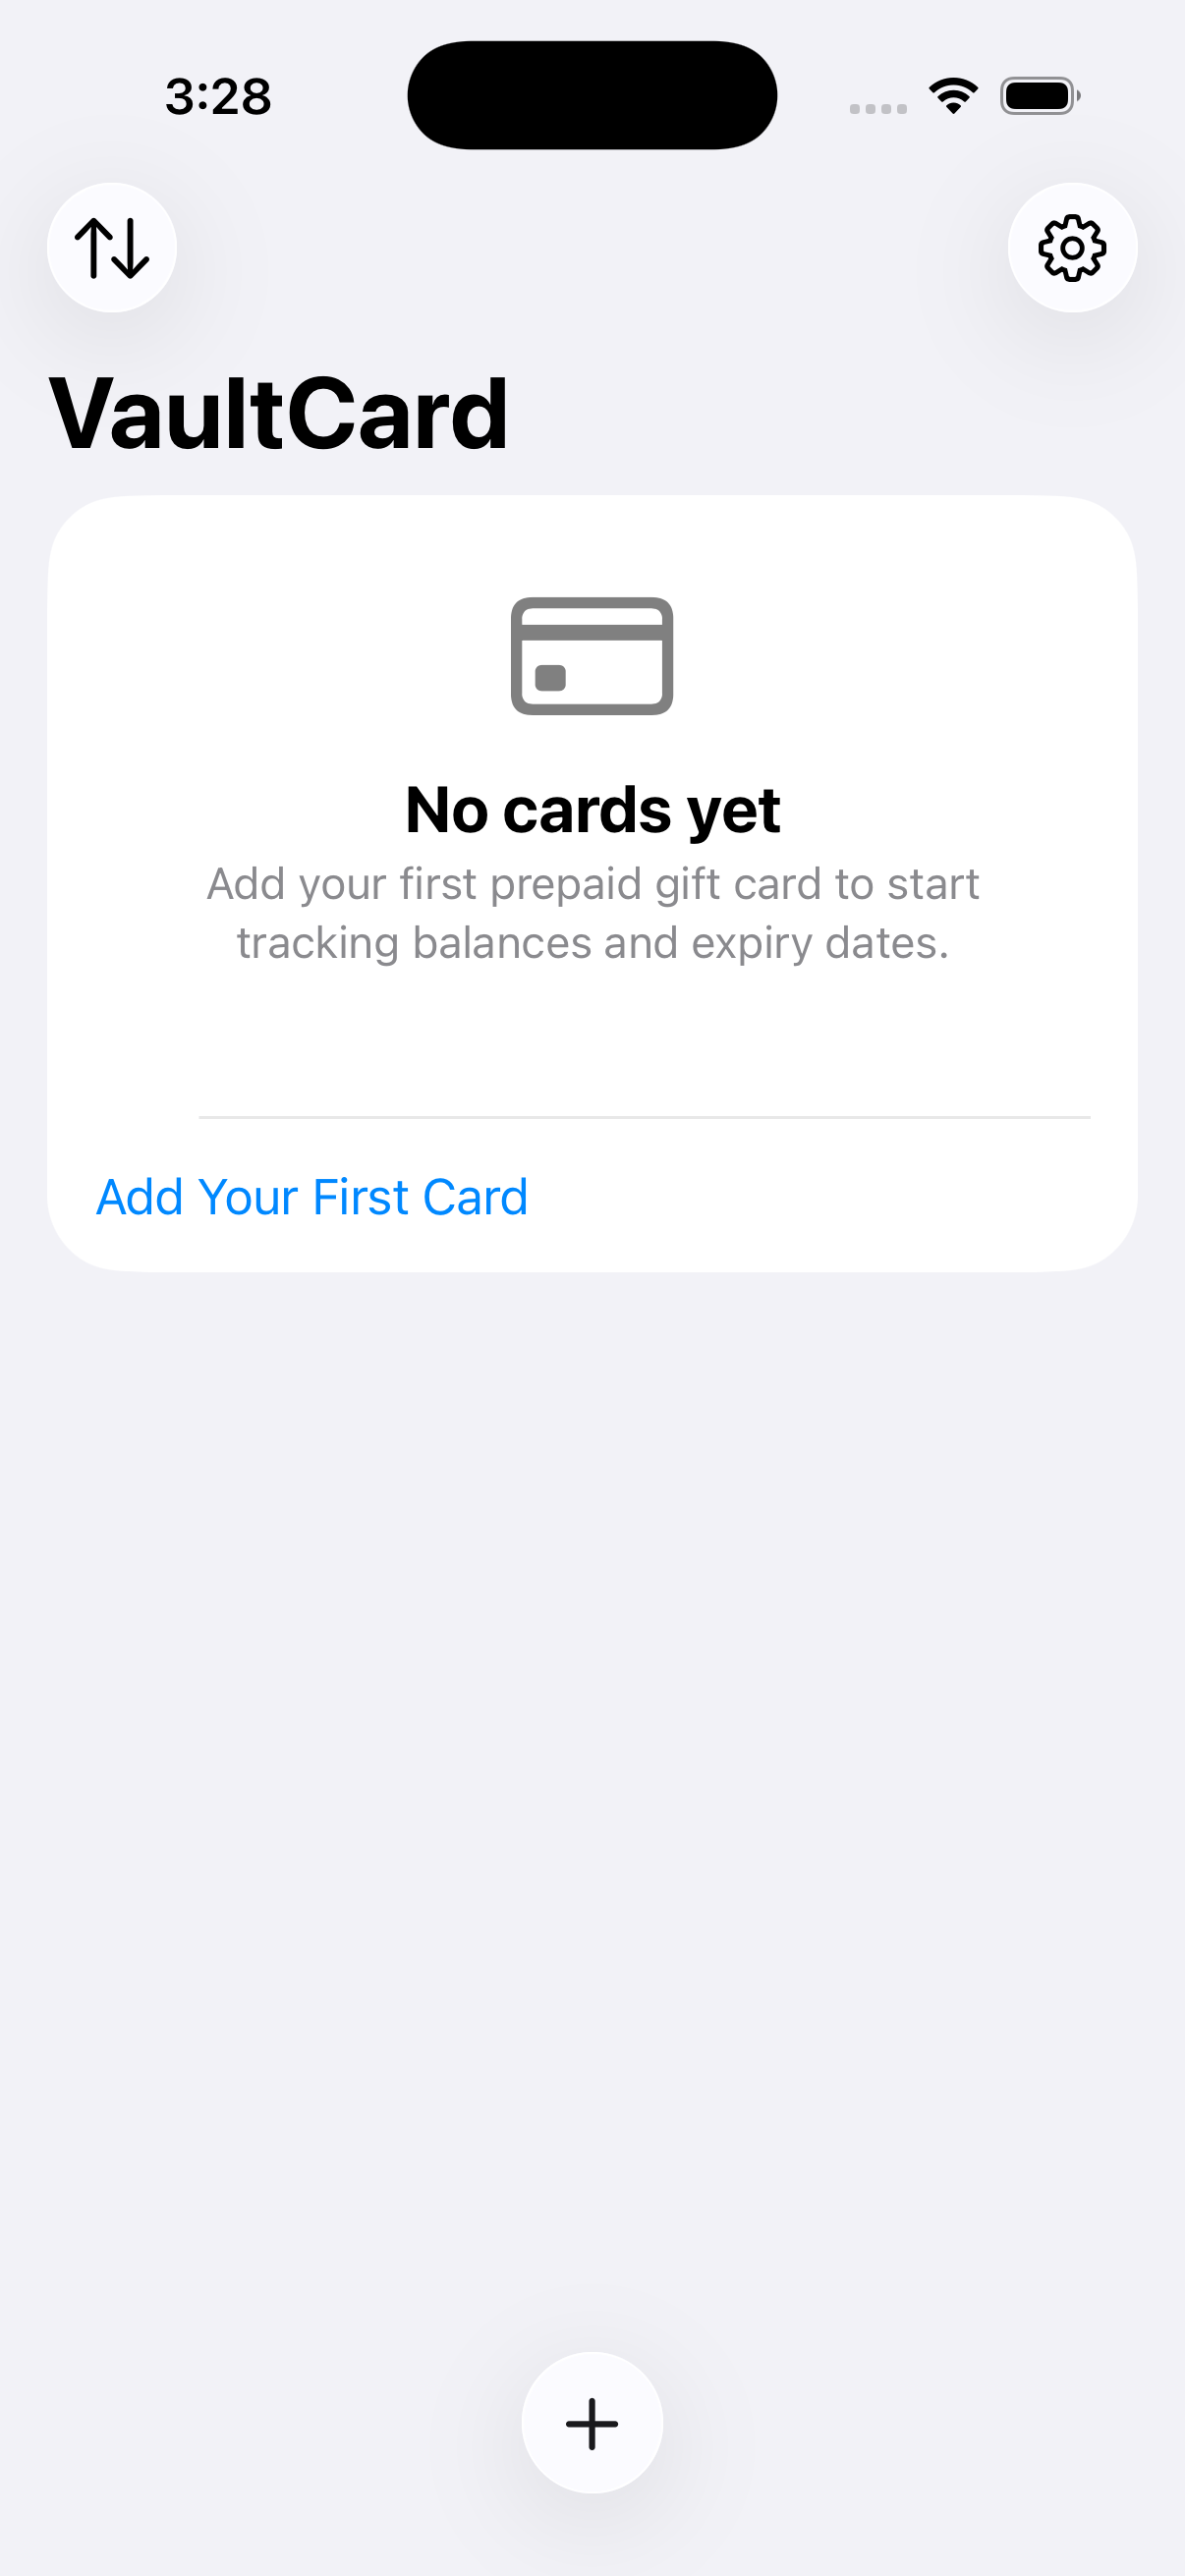 3:28
VaultCard
No cards yet
Add your first prepaid gift card to start
tracking balances and expiry dates.
Add Your First Card